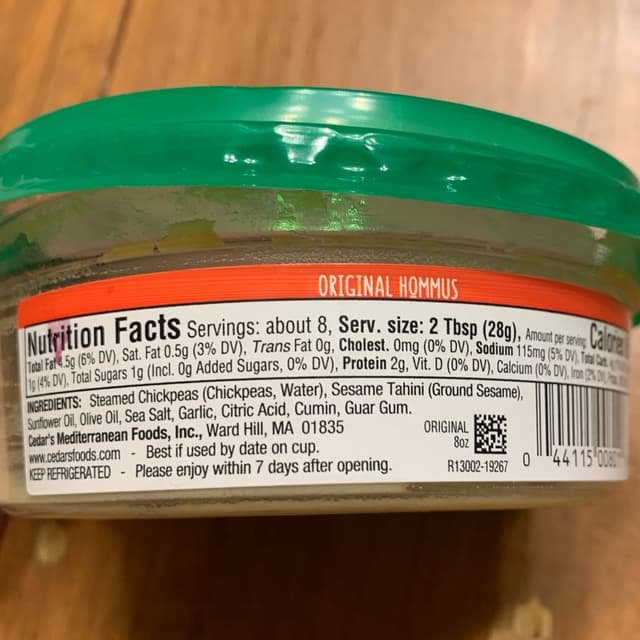 ORIGINAL HOMMUS
Nutrition Facts Servings: about 8, Serv. size: 2 Tbsp (28g), Amount per serving: Calories
Total Fat 4.5g (6% DV), Sat. Fat 0.5g (3% DV), Trans Fat 0g, Cholest. 0mg (0% DV), Sodium 115mg (5% DV), Total Carb.
1g (4% DV), Total Sugars 1g (Incl. 0g Added Sugars, 0% DV), Protein 2g, Vit. D (0% DV), Calcium (0% DV), Iron (2% DV),
INGREDIENTS: Steamed Chickpeas (Chickpeas, Water), Sesame Tahini (Ground Sesame),
Sunflower Oil, Olive Oil, Sea Salt, Garlic, Citric Acid, Cumin, Guar Gum.
Cedar's Mediterranean Foods, Inc., Ward Hill, MA 01835
www.cedarsfoods.com - Best if used by date on cup.
KEEP REFRIGERATED - Please enjoy within 7 days after opening.
ORIGINAL
8oz
R13002-19267
0 44115 00